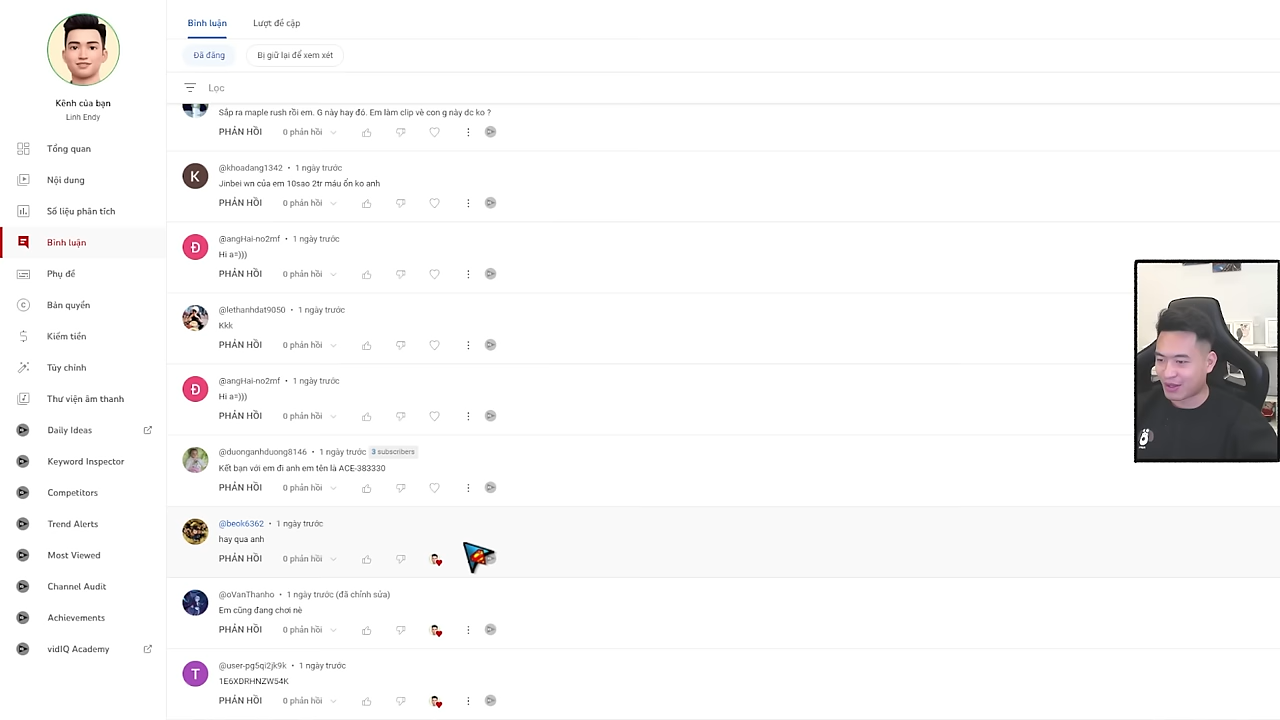 Bình luận
Lượt đề cập
Đã đăng
Bị giữ lại để xem xét
Lọc
Kênh của bạn
Linh Endy
Tổng quan
Nội dung
Số liệu phân tích
Bình luận
Phụ đề
Bản quyền
Kiếm tiền
Tùy chỉnh
Thư viện âm thanh
Daily Ideas
Keyword Inspector
Competitors
Trend Alerts
Most Viewed
Channel Audit
Achievements
vidIQ Academy
Sắp ra maple rush rồi em. G này hay đó. Em làm clip vè con g này dc ko ?
PHẢN HỒI 0 phản hồi
K
@khoadang1342 • 1 ngày trước
Jinbei wn của em 10sao 2tr máu ổn ko anh
PHẢN HỒI 0 phản hồi
Đ
@angHai-no2mf • 1 ngày trước
Hi a=)))
PHẢN HỒI 0 phản hồi
@lethanhdat9050 • 1 ngày trước
Kkk
PHẢN HỒI 0 phản hồi
Đ
@angHai-no2mf • 1 ngày trước
Hi a=)))
PHẢN HỒI 0 phản hồi
@duonganhduong8146 • 1 ngày trước 3 subscribers
Kết bạn với em đi anh em tên là ACE-383330
PHẢN HỒI 0 phản hồi
@beok6362 • 1 ngày trước
hay qua anh
PHẢN HỒI 0 phản hồi
@oVanThanho • 1 ngày trước (đã chỉnh sửa)
Em cũng đang chơi nè
PHẢN HỒI 0 phản hồi
T
@user-pg5qi2jk9k • 1 ngày trước
1E6XDRHNZW54K
PHẢN HỒI 0 phản hồi